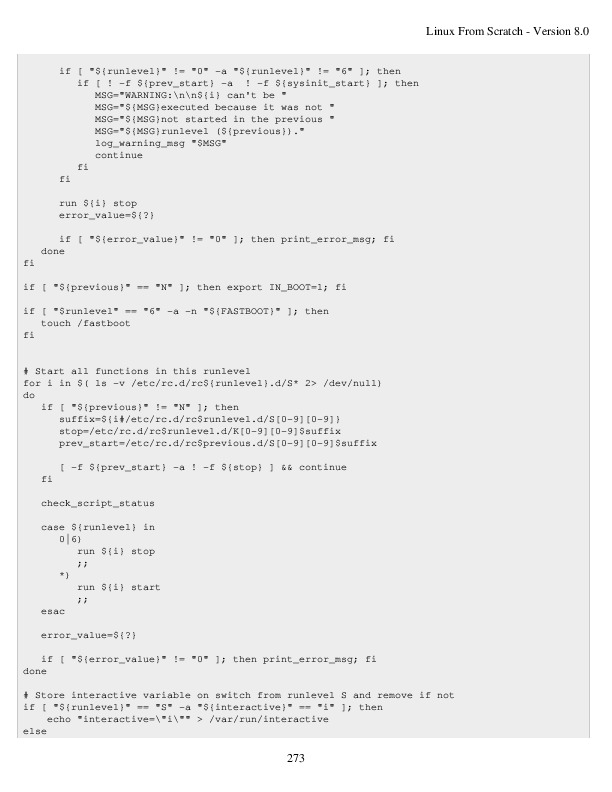 Linux From Scratch - Version 8.0
if [ "${runlevel}" != "0" -a "${runlevel}" != "6" ]; then
if [ ! -f ${prev_start} -a  ! -f ${sysinit_start} ]; then
MSG="WARNING:\n\n${i} can't be "
MSG="${MSG}executed because it was not "
MSG="${MSG}not started in the previous "
MSG="${MSG}runlevel (${previous})."
log_warning_msg "$MSG"
continue
fi
fi
run ${i} stop
error_value=${?}
if [ "${error_value}" != "0" ]; then print_error_msg; fi
done
fi
if [ "${previous}" == "N" ]; then export IN_BOOT=1; fi
if [ "$runlevel" == "6" -a -n "${FASTBOOT}" ]; then
touch /fastboot
fi
# Start all functions in this runlevel
for i in $( ls -v /etc/rc.d/rc${runlevel}.d/S* 2> /dev/null)
do
if [ "${previous}" != "N" ]; then
suffix=${i#/etc/rc.d/rc$runlevel.d/S[0-9][0-9]}
stop=/etc/rc.d/rc$runlevel.d/K[0-9][0-9]$suffix
prev_start=/etc/rc.d/rc$previous.d/S[0-9][0-9]$suffix
[ -f ${prev_start} -a ! -f ${stop} ] && continue
fi
check_script_status
case ${runlevel} in
0|6)
run ${i} stop
;;
*)
run ${i} start
;;
esac
error_value=${?}
if [ "${error_value}" != "0" ]; then print_error_msg; fi
done
# Store interactive variable on switch from runlevel S and remove if not
if [ "${runlevel}" == "S" -a "${interactive}" == "i" ]; then
echo "interactive=\"i\"" > /var/run/interactive
else
273